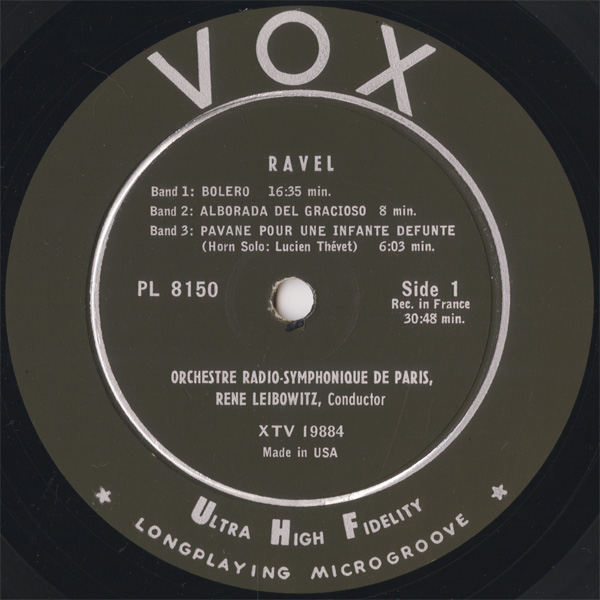 VOX
RAVEL
Band 1: BOLERO 16:35 min.
Band 2: ALBORADA DEL GRACIOSO 8 min.
Band 3: PAVANE POUR UNE INFANTE DEFUNTE
(Horn Solo: Lucien Thévet) 6:03 min.
PL 8150
Side 1
Rec. in France
30:48 min.
ORCHESTRE RADIO-SYMPHONIQUE DE PARIS,
RENE LEIBOWITZ, Conductor
XTV 19884
Made in USA
ULTRA HIGH FIDELITY
LONGPLAYING MICROGROOVE